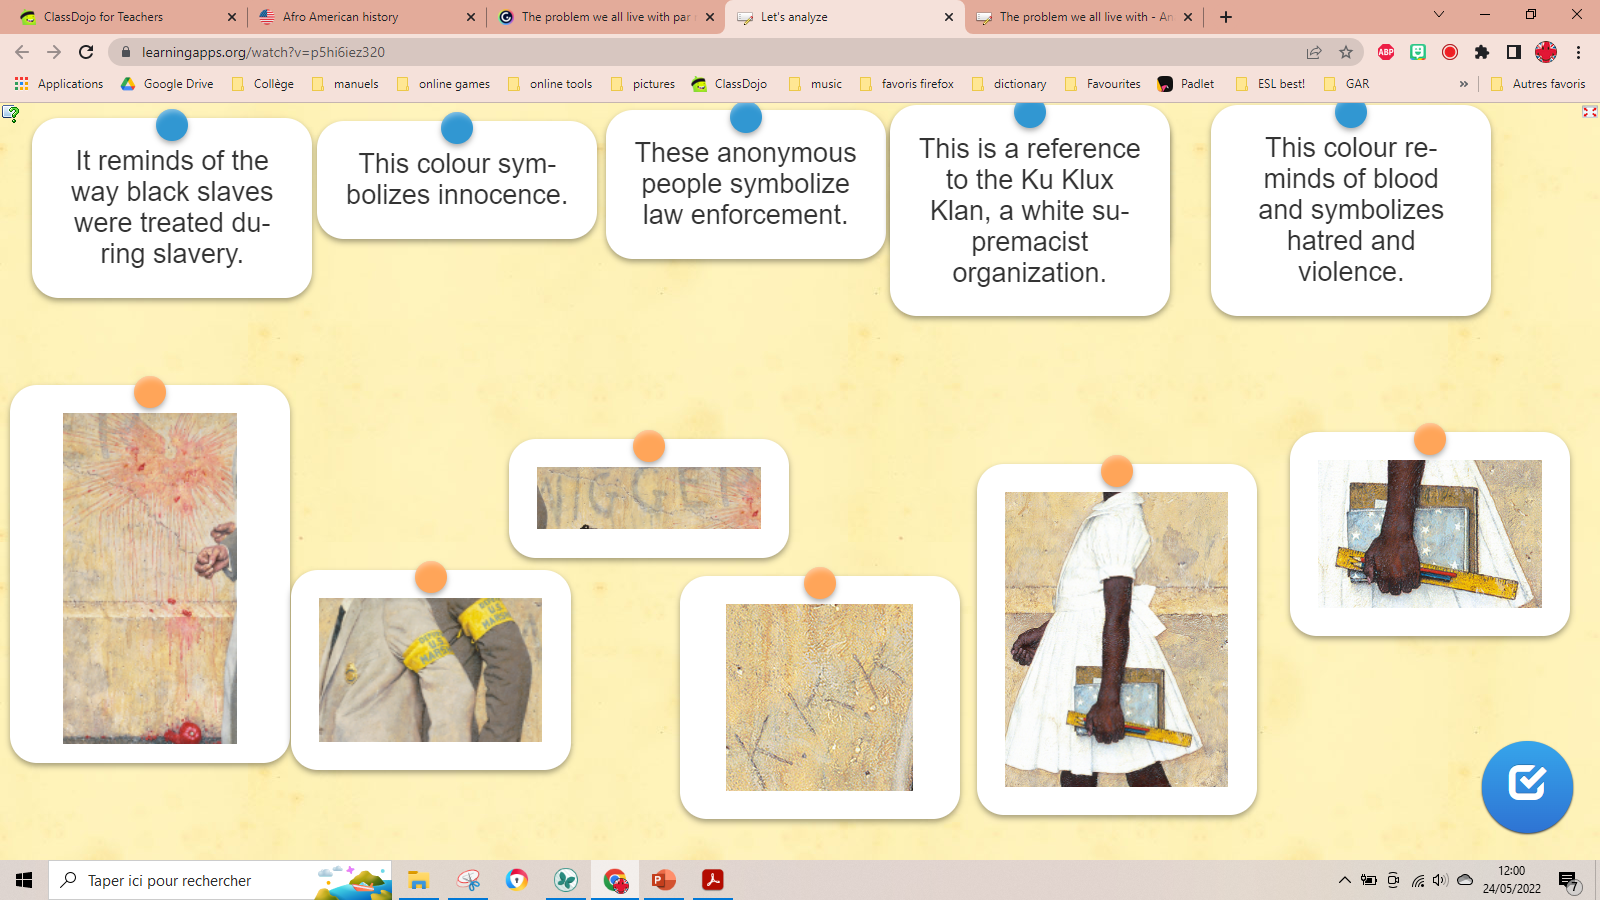 ClassDojo for Teachers
Afro American history
The problem we all live with par
Let's analyze
The problem we all live with - An
learningapps.org/watch?v=p5hi6iez320
ABP
Applications
Google Drive
Collège
manuels
online games
online tools
pictures
ClassDojo
music
favoris firefox
dictionary
Favourites
Padlet
ESL best!
GAR
»
Autres favoris
It reminds of the
way black slaves
were treated du-
ring slavery.
This colour sym-
bolizes innocence.
These anonymous
people symbolize
law enforcement.
This is a reference
to the Ku Klux
Klan, a white su-
premacist
organization.
This colour re-
minds of blood
and symbolizes
hatred and
violence.
NIGGE
U.S.
MARS
U.S.
MARS
Taper ici pour rechercher
12:00
24/05/2022
7